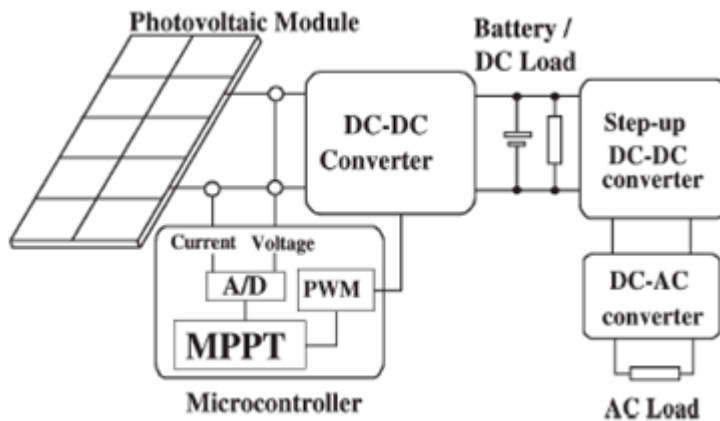 Photovoltaic Module
Battery /
DC Load
DC-DC
Converter
Step-up
DC-DC
converter
Current Voltage
A/D
PWM
MPPT
Microcontroller
DC-AC
converter
AC Load